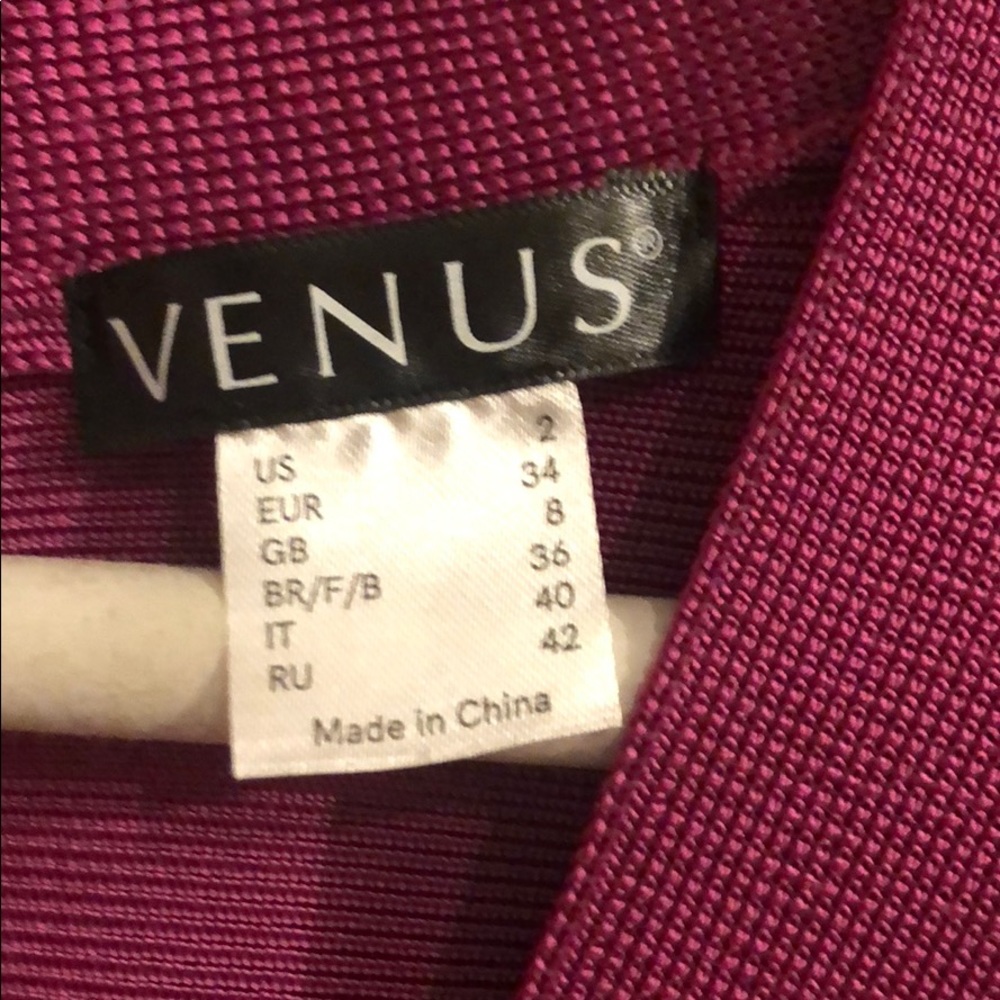 VENUS®
US 2
EUR 34
GB 8
BR/F/B 36
IT 40
RU 42
Made in China